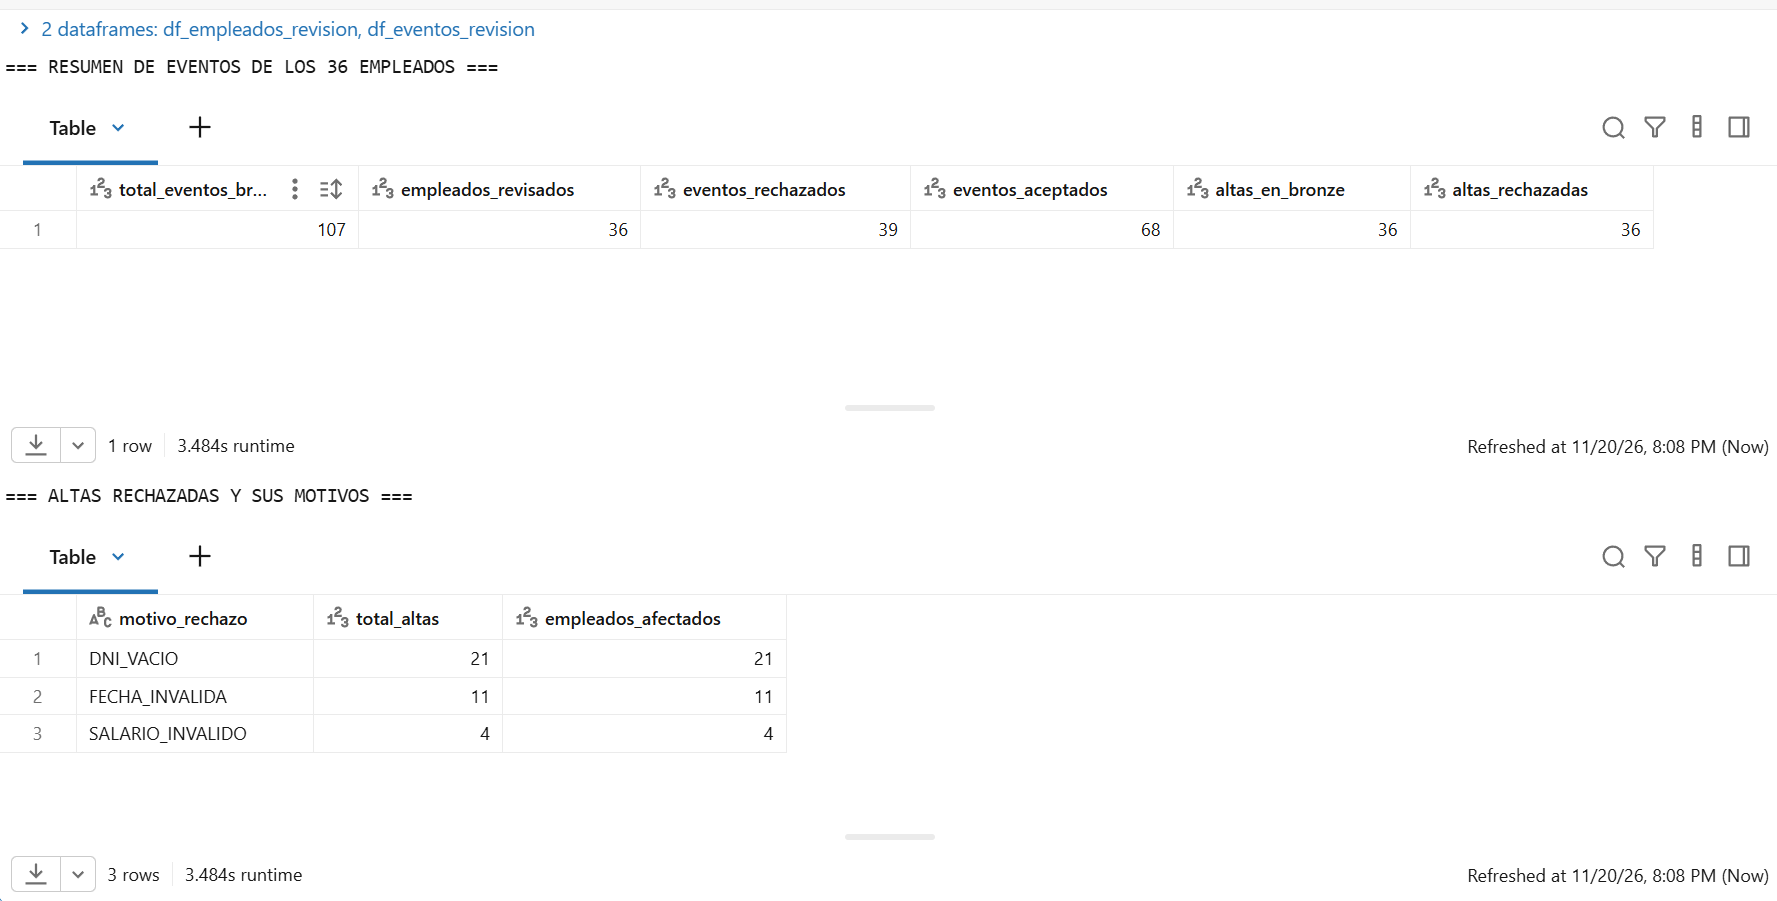 2 dataframes: df_empleados_revision, df_eventos_revision
=== RESUMEN DE EVENTOS DE LOS 36 EMPLEADOS ===
Table
total_eventos_br... empleados_revisados eventos_rechazados eventos_aceptados altas_en_bronze altas_rechazadas
1 107 36 39 68 36 36
1 row 3.484s runtime Refreshed at 11/20/26, 8:08 PM (Now)
=== ALTAS RECHAZADAS Y SUS MOTIVOS ===
Table
motivo_rechazo total_altas empleados_afectados
1 DNI_VACIO 21 21
2 FECHA_INVALIDA 11 11
3 SALARIO_INVALIDO 4 4
3 rows 3.484s runtime Refreshed at 11/20/26, 8:08 PM (Now)